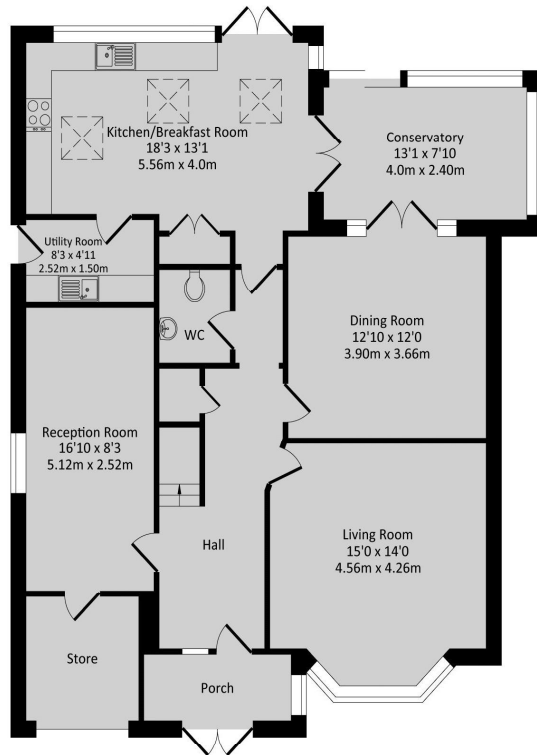 Kitchen/Breakfast Room
18'3 x 13'1
5.56m x 4.0m
Conservatory
13'1 x 7'10
4.0m x 2.40m
Utility Room
8'3 x 4'11
2.52m x 1.50m
WC
Dining Room
12'10 x 12'0
3.90m x 3.66m
Reception Room
16'10 x 8'3
5.12m x 2.52m
Hall
Living Room
15'0 x 14'0
4.56m x 4.26m
Store
Porch